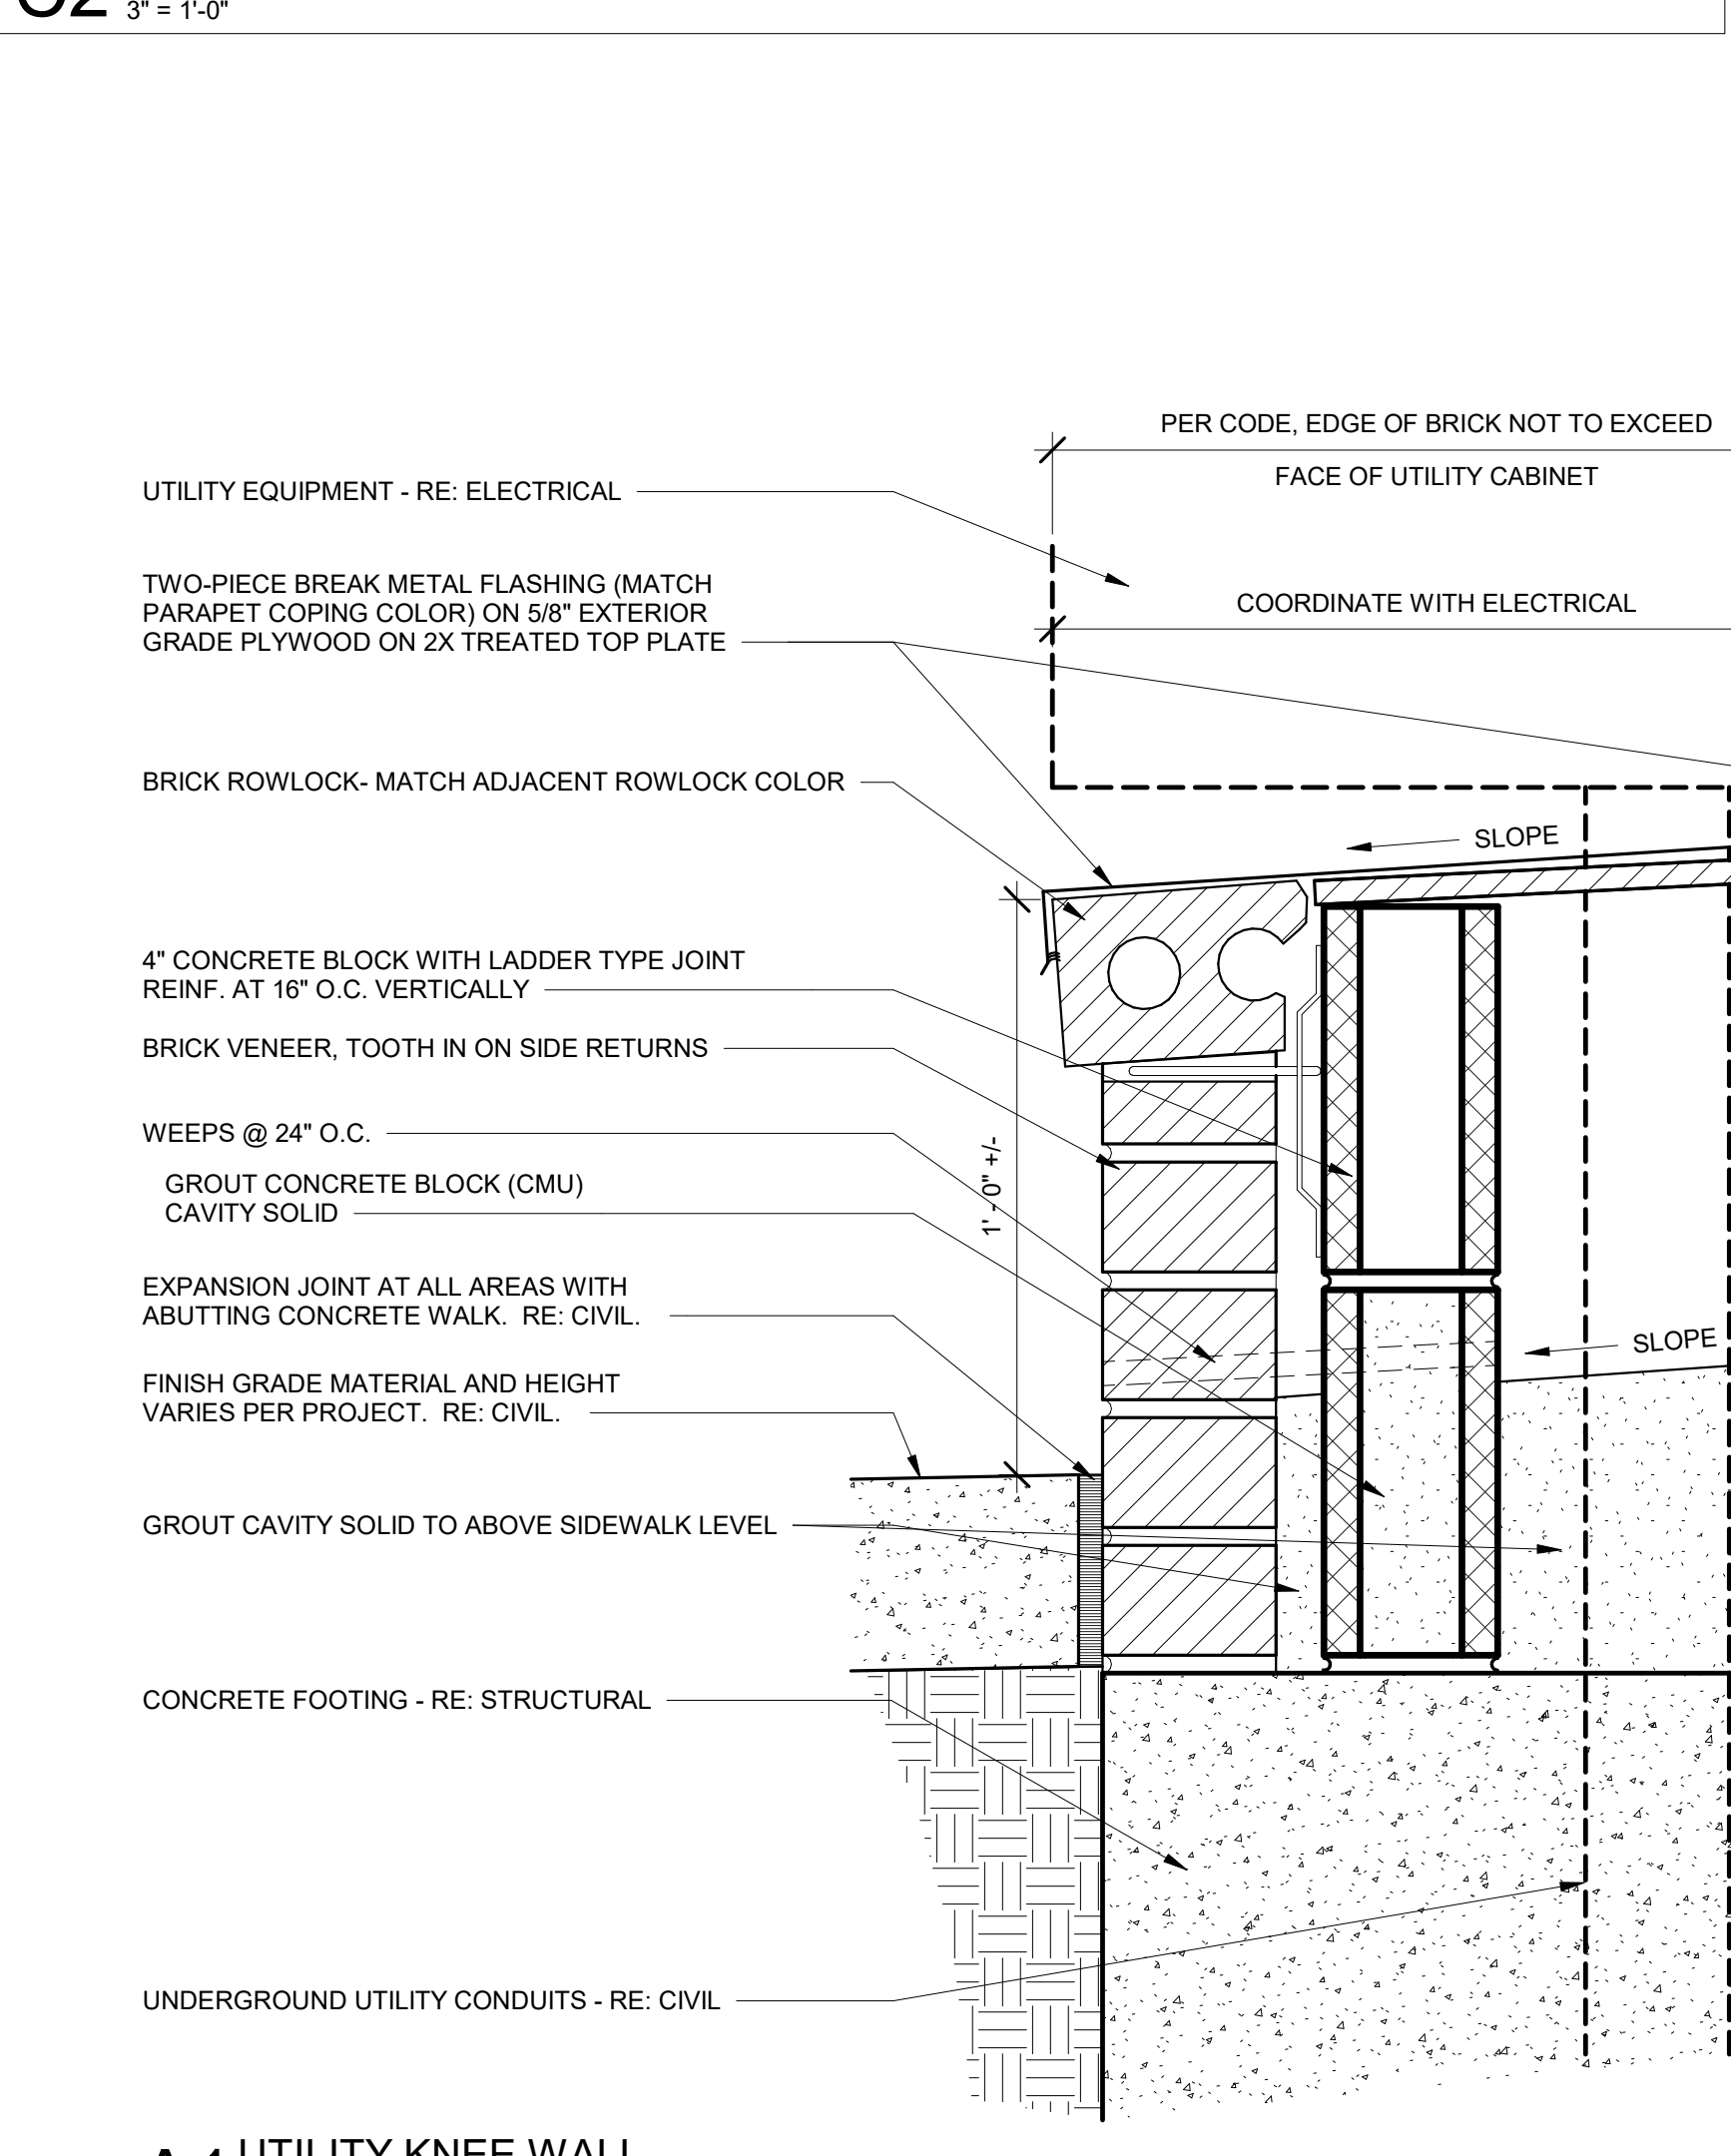 C2 3" = 1'-0"
PER CODE, EDGE OF BRICK NOT TO EXCEED
FACE OF UTILITY CABINET
UTILITY EQUIPMENT - RE: ELECTRICAL
TWO-PIECE BREAK METAL FLASHING (MATCH
PARAPET COPING COLOR) ON 5/8" EXTERIOR
GRADE PLYWOOD ON 2X TREATED TOP PLATE
COORDINATE WITH ELECTRICAL
BRICK ROWLOCK- MATCH ADJACENT ROWLOCK COLOR
SLOPE
4" CONCRETE BLOCK WITH LADDER TYPE JOINT
REINF. AT 16" O.C. VERTICALLY
BRICK VENEER, TOOTH IN ON SIDE RETURNS
WEEPS @ 24" O.C.
1' - 0" +/-
GROUT CONCRETE BLOCK (CMU)
CAVITY SOLID
EXPANSION JOINT AT ALL AREAS WITH
ABUTTING CONCRETE WALK. RE: CIVIL.
SLOPE
FINISH GRADE MATERIAL AND HEIGHT
VARIES PER PROJECT. RE: CIVIL.
GROUT CAVITY SOLID TO ABOVE SIDEWALK LEVEL
CONCRETE FOOTING - RE: STRUCTURAL
UNDERGROUND UTILITY CONDUITS - RE: CIVIL
UTILITY KNEE WALL